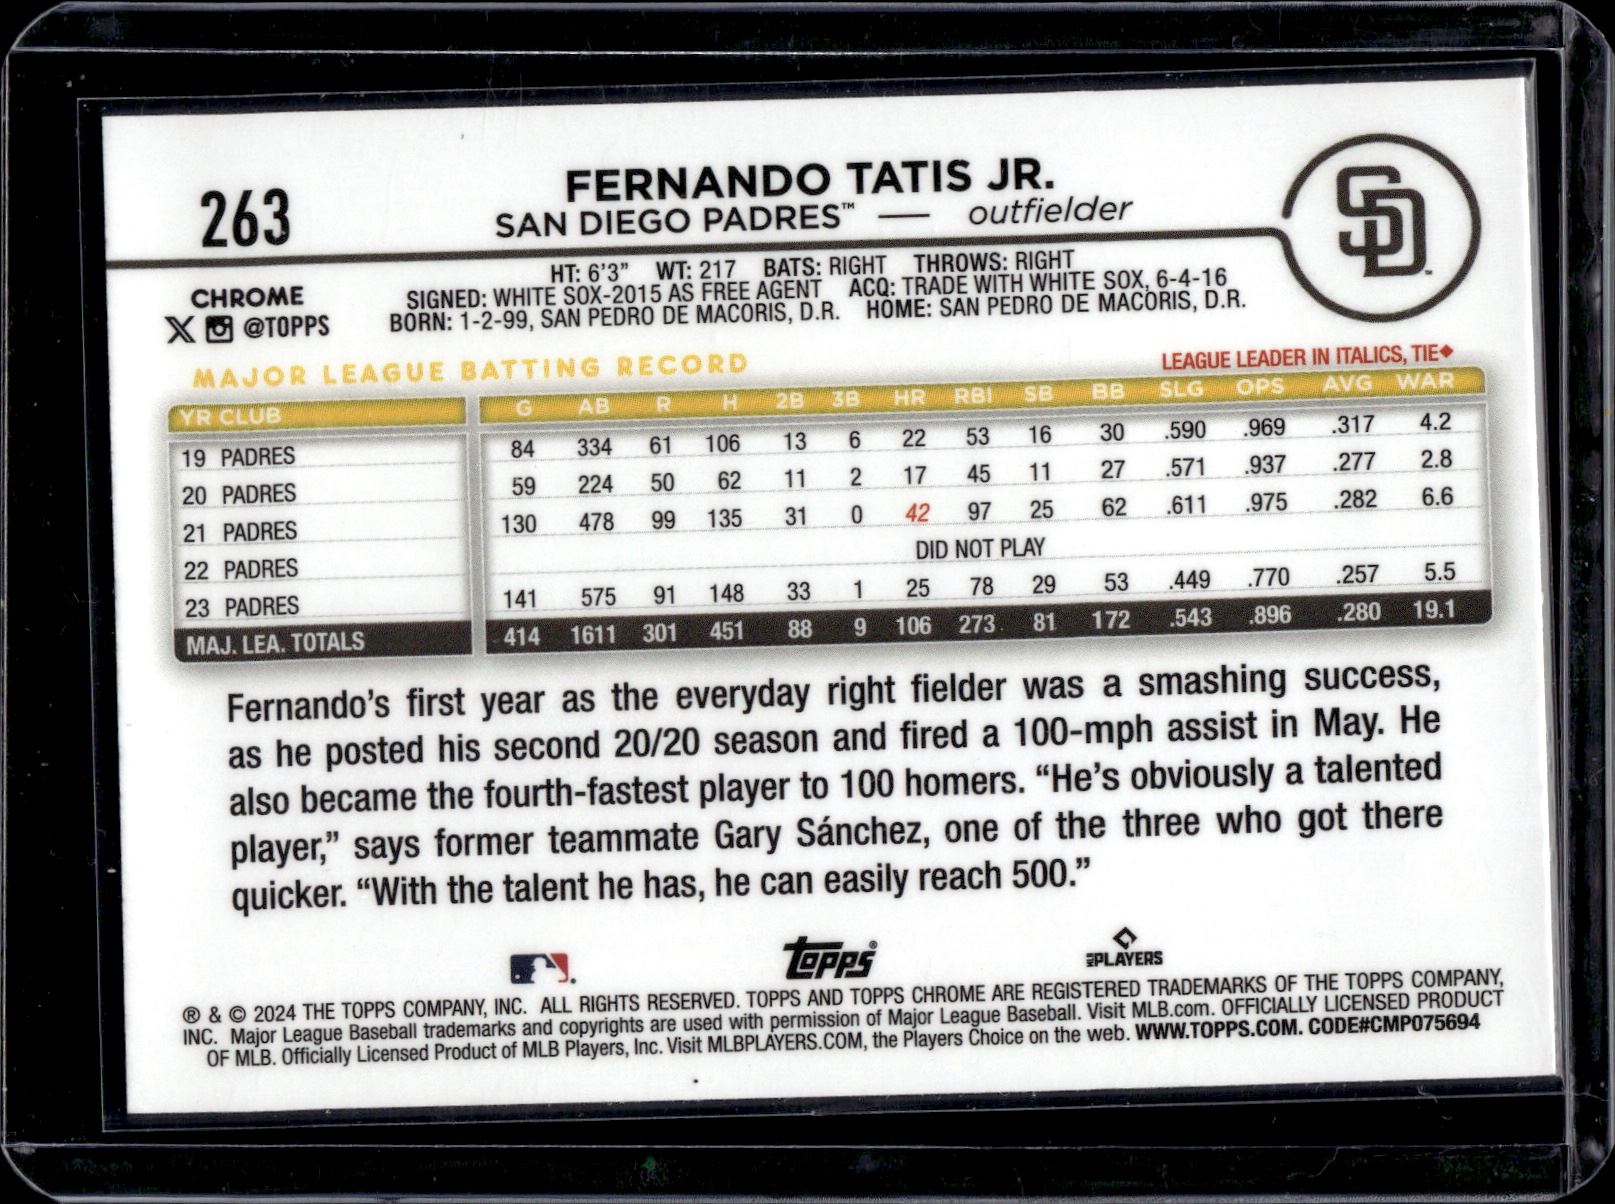 263
FERNANDO TATIS JR.
SAN DIEGO PADRES™ — outfielder
SD™
CHROME
X @TOPPS
HT: 6'3" WT: 217 BATS: RIGHT THROWS: RIGHT
SIGNED: WHITE SOX-2015 AS FREE AGENT ACQ: TRADE WITH WHITE SOX, 6-4-16
BORN: 1-2-99, SAN PEDRO DE MACORIS, D.R. HOME: SAN PEDRO DE MACORIS, D.R.
MAJOR LEAGUE BATTING RECORD
LEAGUE LEADER IN ITALICS, TIE◆
YR CLUB G AB R H 2B 3B HR RBI SB BB SLG OPS AVG WAR
19 PADRES 84 334 61 106 13 6 22 53 16 30 .590 .969 .317 4.2
20 PADRES 59 224 50 62 11 2 17 45 11 27 .571 .937 .277 2.8
21 PADRES 130 478 99 135 31 0 42 97 25 62 .611 .975 .282 6.6
22 PADRES DID NOT PLAY
23 PADRES 141 575 91 148 33 1 25 78 29 53 .449 .770 .257 5.5
MAJ. LEA. TOTALS 414 1611 301 451 88 9 106 273 81 172 .543 .896 .280 19.1
Fernando's first year as the everyday right fielder was a smashing success,
as he posted his second 20/20 season and fired a 100-mph assist in May. He
also became the fourth-fastest player to 100 homers. “He's obviously a talented
player,” says former teammate Gary Sánchez, one of the three who got there
quicker. “With the talent he has, he can easily reach 500.”
Topps®
MLB PLAYERS
® & © 2024 THE TOPPS COMPANY, INC. ALL RIGHTS RESERVED. TOPPS AND TOPPS CHROME ARE REGISTERED TRADEMARKS OF THE TOPPS COMPANY,
INC. Major League Baseball trademarks and copyrights are used with permission of Major League Baseball. Visit MLB.com. OFFICIALLY LICENSED PRODUCT
OF MLB. Officially Licensed Product of MLB Players, Inc. Visit MLBPLAYERS.COM, the Players Choice on the web. WWW.TOPPS.COM. CODE#CMP075694